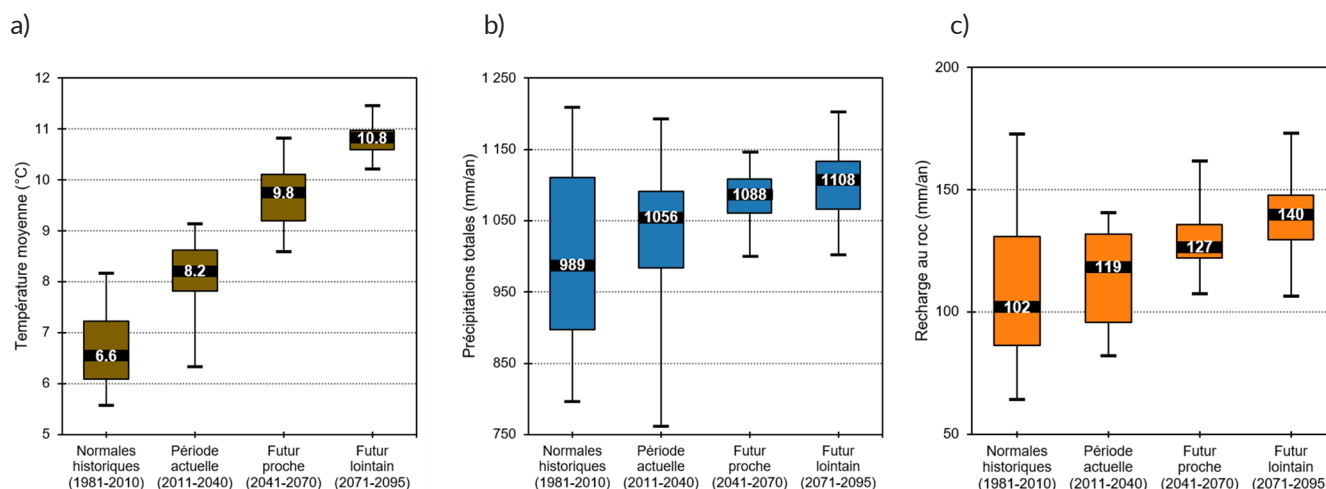 a)
Température moyenne (°C)
12
11
10
9
8
7
6
5
6.6
8.2
9.8
10.8
Normales
historiques
(1981-2010)
Période
actuelle
(2011-2040)
Futur
proche
(2041-2070)
Futur
lointain
(2071-2095)
b)
Précipitations totales (mm/an)
1 250
1 150
1 050
950
850
750
989
1056
1088
1108
Normales
historiques
(1981-2010)
Période
actuelle
(2011-2040)
Futur
proche
(2041-2070)
Futur
lointain
(2071-2095)
c)
Recharge au roc (mm/an)
200
150
100
50
102
119
127
140
Normales
historiques
(1981-2010)
Période
actuelle
(2011-2040)
Futur
proche
(2041-2070)
Futur
lointain
(2071-2095)